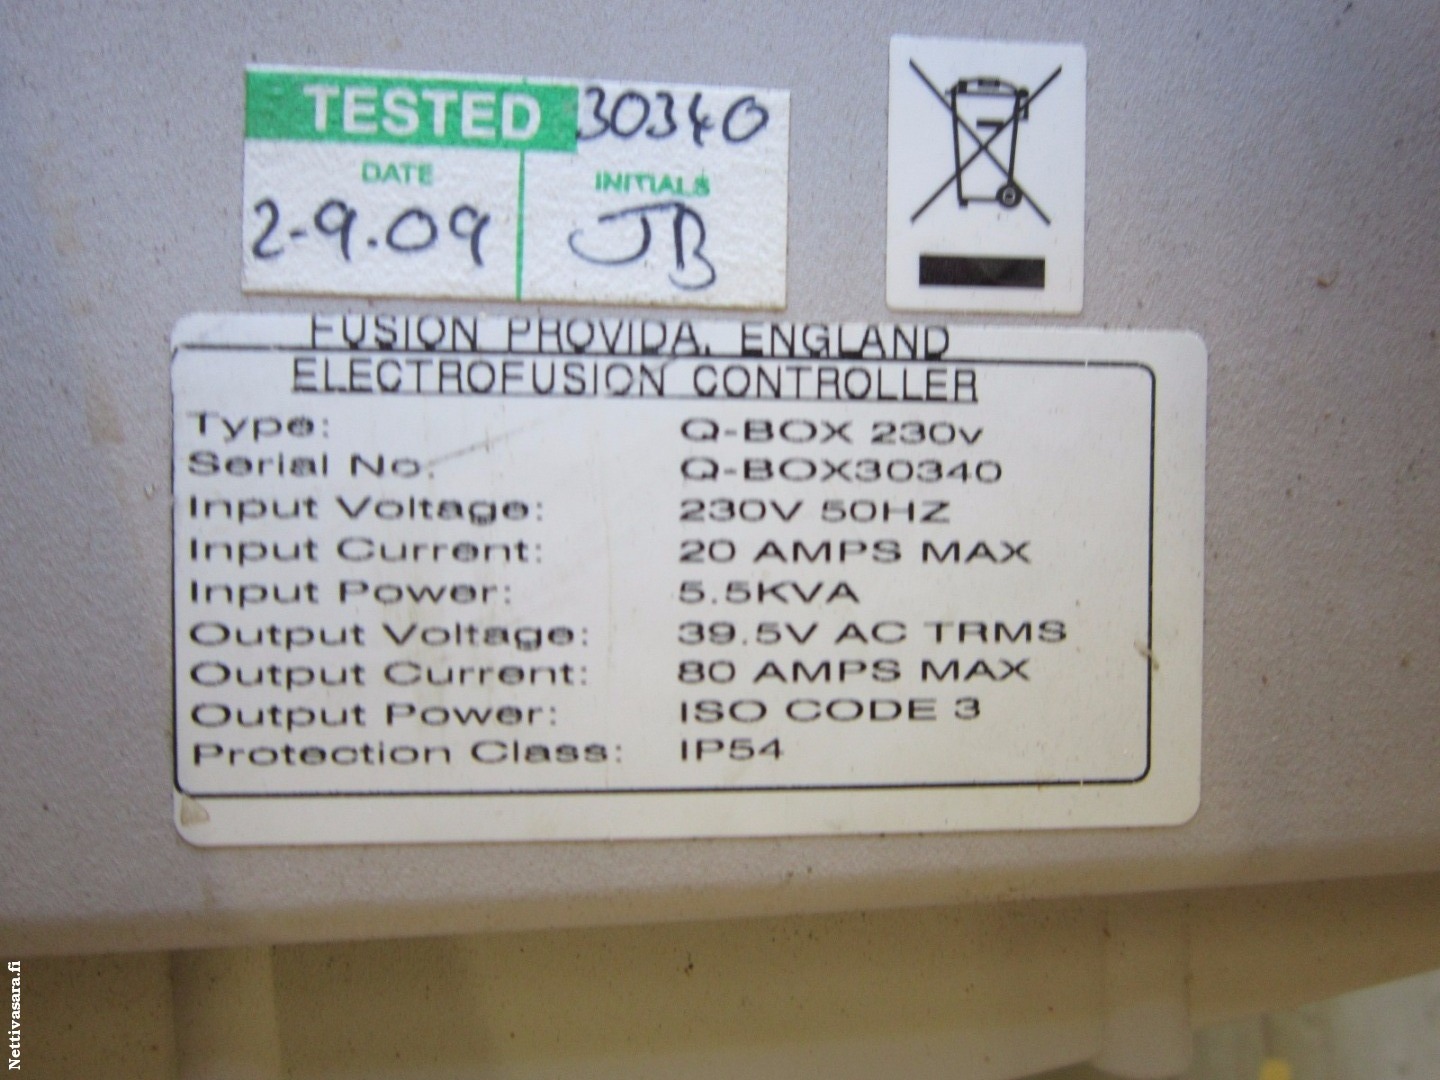 TESTED 30340
DATE INITIALS
2-9.09 JB
FUSION PROVIDA, ENGLAND
ELECTROFUSION CONTROLLER
Type: Q-BOX 230v
Serial No. Q-BOX30340
Input Voltage: 230V 50HZ
Input Current: 20 AMPS MAX
Input Power: 5.5KVA
Output Voltage: 39.5V AC TRMS
Output Current: 80 AMPS MAX
Output Power: ISO CODE 3
Protection Class: IP54
Nettivasara.fi